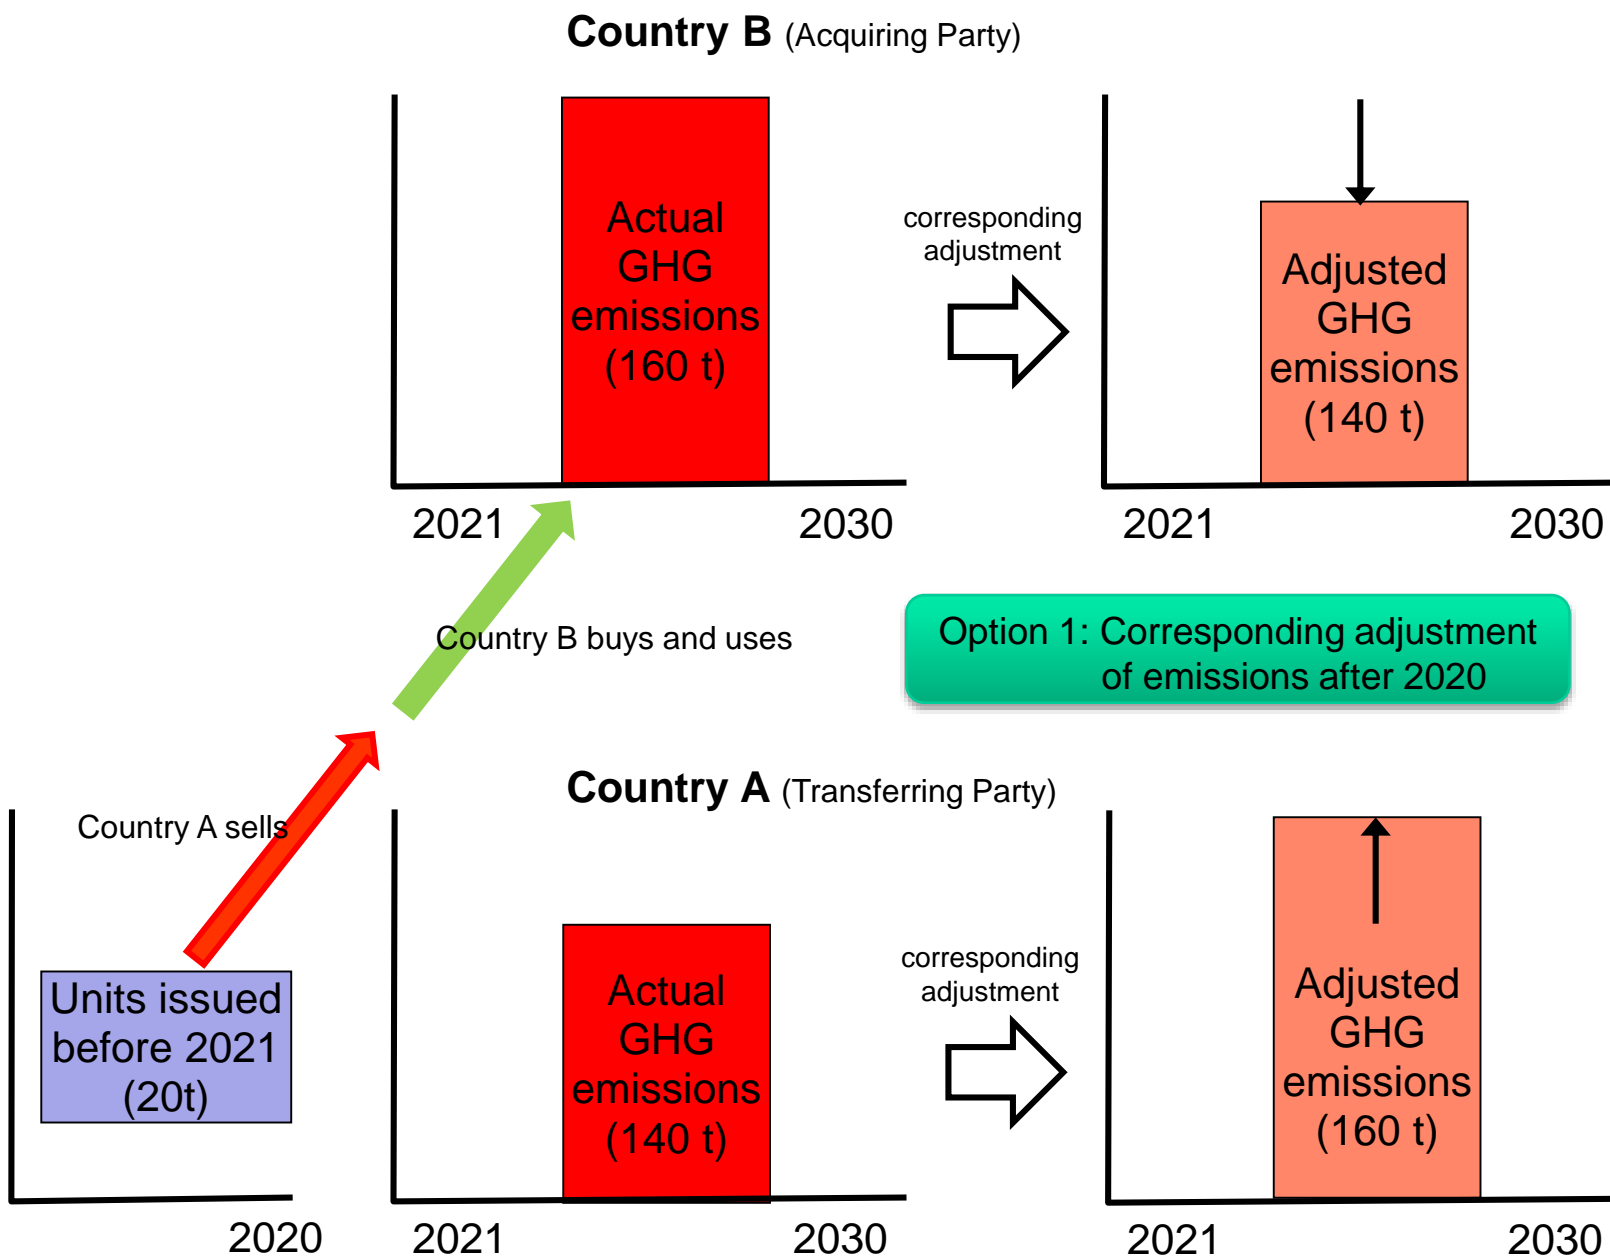 Country B (Acquiring Party)
Actual
GHG
emissions
(160 t)
corresponding
adjustment
Adjusted
GHG
emissions
(140 t)
2021
2030
2021
2030
Country B buys and uses
Option 1: Corresponding adjustment
of emissions after 2020
Country A (Transferring Party)
Country A sells
Units issued
before 2021
(20t)
2020
Actual
GHG
emissions
(140 t)
corresponding
adjustment
Adjusted
GHG
emissions
(160 t)
2021
2030
2021
2030